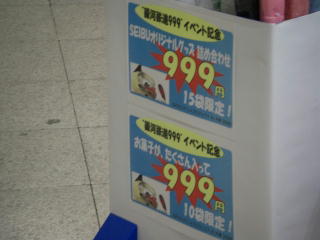 "銀河鉄道999"イベント記念
SEIBUオリジナルグッズ 詰め合わせ
999円
15袋限定！
"銀河鉄道999"イベント記念
お菓子が、たくさん入って
999円
10袋限定！